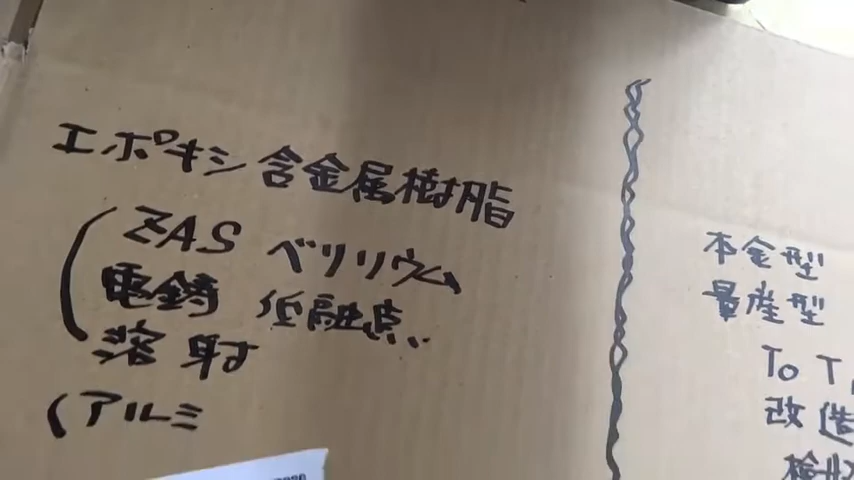 エポキシ 含金属樹脂
ZAS ベリリウム
電鋳 低融点
溶射
(アルミ
本金型
量産型
To T
改造
検